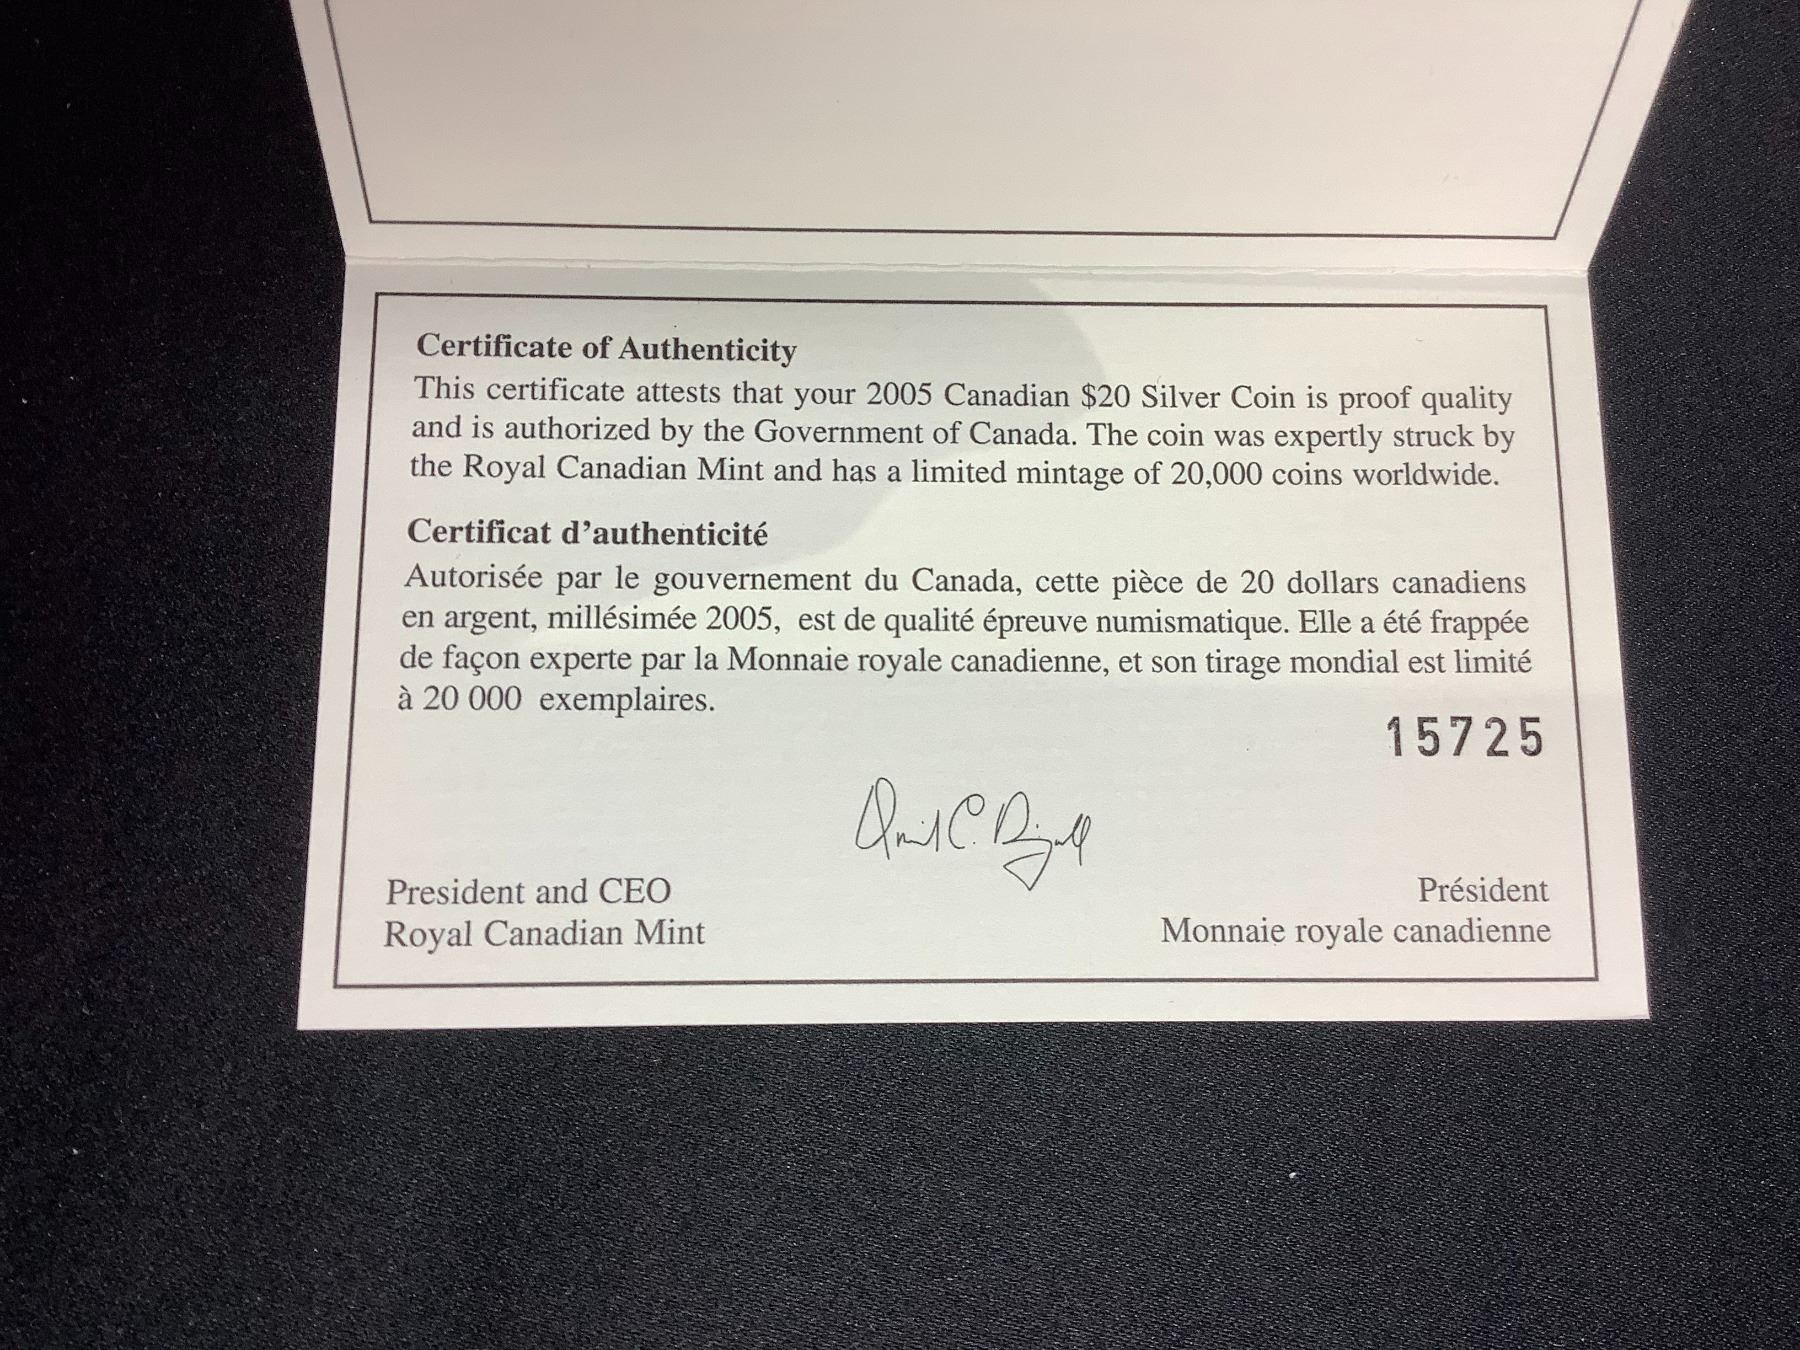 Certificate of Authenticity
This certificate attests that your 2005 Canadian $20 Silver Coin is proof quality
and is authorized by the Government of Canada. The coin was expertly struck by
the Royal Canadian Mint and has a limited mintage of 20,000 coins worldwide.
Certificat d’authenticité
Autorisée par le gouvernement du Canada, cette pièce de 20 dollars canadiens
en argent, millésimée 2005, est de qualité épreuve numismatique. Elle a été frappée
de façon experte par la Monnaie royale canadienne, et son tirage mondial est limité
à 20 000 exemplaires.
15725
President and CEO
Royal Canadian Mint
Président
Monnaie royale canadienne